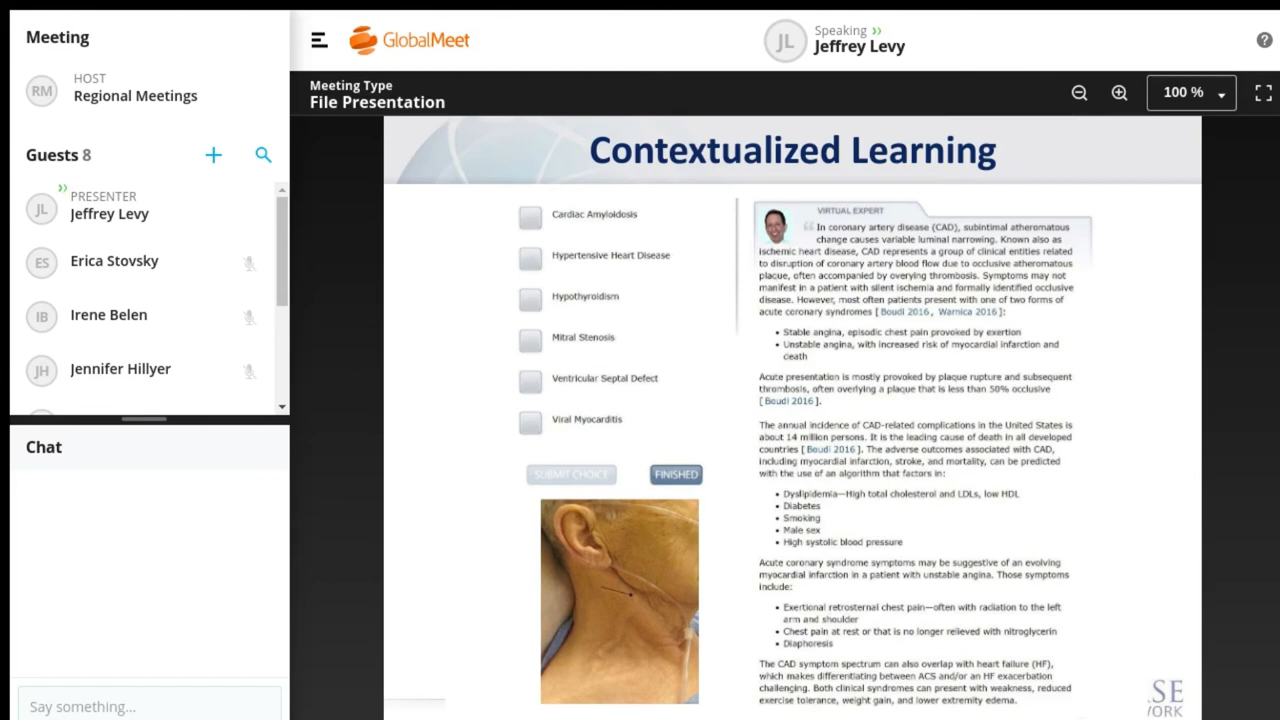 Meeting
RM
HOST
Regional Meetings
Guests 8
JL
PRESENTER
Jeffrey Levy
ES
Erica Stovsky
IB
Irene Belen
JH
Jennifer Hillyer
Chat
Say something...
GlobalMeet
JL
Speaking
Jeffrey Levy
?
Meeting Type
File Presentation
100 %
Contextualized Learning
Cardiac Amyloidosis
Hypertensive Heart Disease
Hypothyroidism
Mitral Stenosis
Ventricular Septal Defect
Viral Myocarditis
SUBMIT CHOICE
FINISHED
VIRTUAL EXPERT
In coronary artery disease (CAD), subintimal atheromatous
change causes variable luminal narrowing. Known also as
ischemic heart disease, CAD represents a group of clinical entities related
to disruption of coronary artery blood flow due to occlusive atheromatous
plaque, often accompanied by overying thrombosis. Symptoms may not
manifest in a patient with silent ischemia and formally identified occlusive
disease. However, most often patients present with one of two forms of
acute coronary syndromes [ Boudi 2016 , Warnica 2016 ]:
• Stable angina, episodic chest pain provoked by exertion
• Unstable angina, with increased risk of myocardial infarction and
death
Acute presentation is mostly provoked by plaque rupture and subsequent
thrombosis, often overlying a plaque that is less than 50% occlusive
[ Boudi 2016 ].
The annual incidence of CAD-related complications in the United States is
about 14 million persons. It is the leading cause of death in all developed
countries [ Boudi 2016 ]. The adverse outcomes associated with CAD,
including myocardial infarction, stroke, and mortality, can be predicted
with the use of an algorithm that factors in:
• Dyslipidemia—High total cholesterol and LDLs, low HDL
• Diabetes
• Smoking
• Male sex
• High systolic blood pressure
Acute coronary syndrome symptoms may be suggestive of an evolving
myocardial infarction in a patient with unstable angina. Those symptoms
include:
• Exertional retrosternal chest pain—often with radiation to the left
arm and shoulder
• Chest pain at rest or that is no longer relieved with nitroglycerin
• Diaphoresis
The CAD symptom spectrum can also overlap with heart failure (HF),
which makes differentiating between ACS and/or an HF exacerbation
challenging. Both clinical syndromes can present with weakness, reduced
exercise tolerance, weight gain, and lower extremity edema.
SE
/ORK